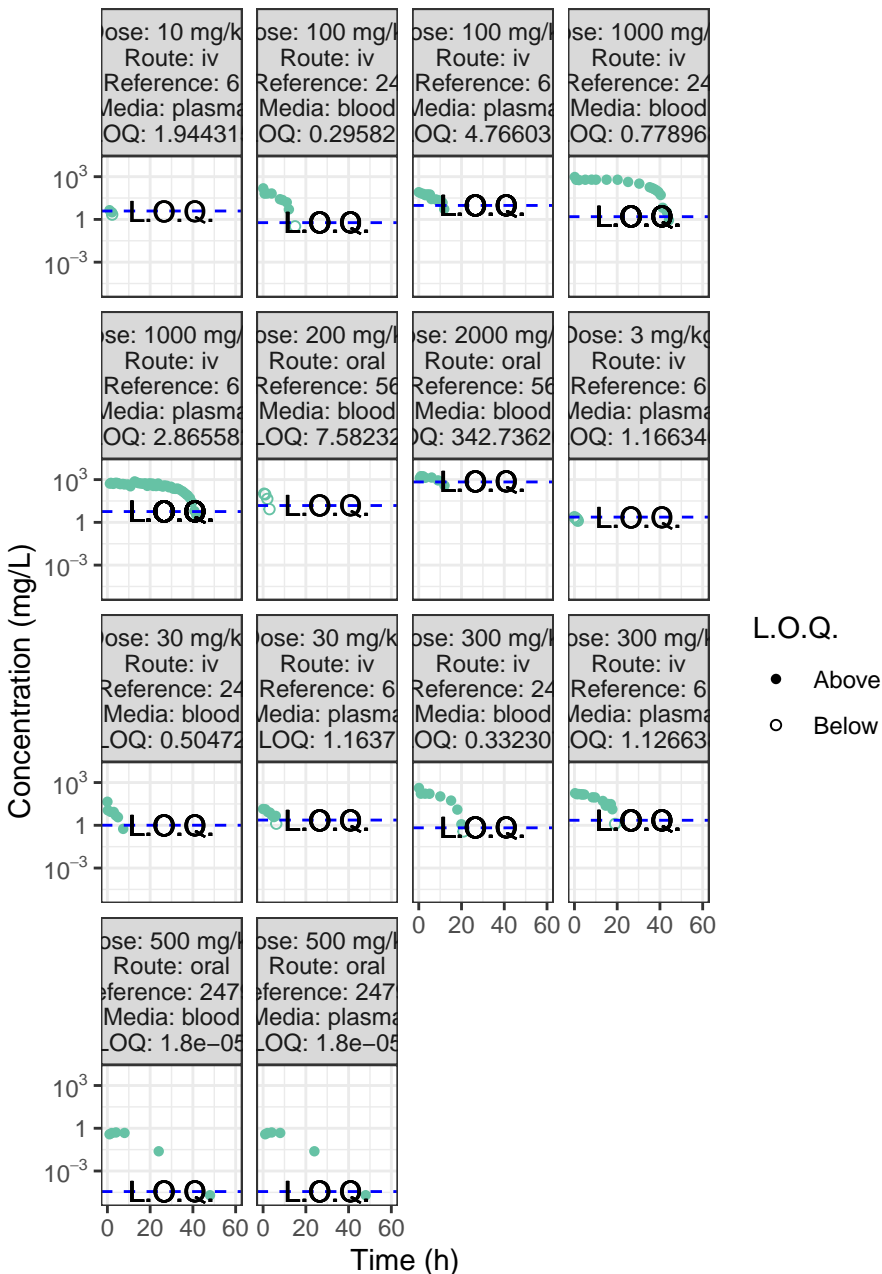 ose: 10 mg/k
Route: iv
Reference: 6
Media: plasma
OQ: 1.94431
ose: 100 mg/k
Route: iv
Reference: 24
Media: blood
OQ: 0.29582
ose: 100 mg/k
Route: iv
Reference: 6
Media: plasma
OQ: 4.76603
se: 1000 mg/
Route: iv
Reference: 24
Media: blood
OQ: 0.77896
10³
1
10⁻³
L.O.Q.
L.O.Q.
L.O.Q.
L.O.Q.
ose: 1000 mg/
Route: iv
Reference: 6
Media: plasma
OQ: 2.86558
ose: 200 mg/k
Route: oral
Reference: 56
Media: blood
LOQ: 7.58232
se: 2000 mg/
Route: oral
Reference: 56
Media: blood
OQ: 342.7362
Dose: 3 mg/kg
Route: iv
Reference: 6
Media: plasma
OQ: 1.16634
10³
1
10⁻³
L.O.Q.
L.O.Q.
L.O.Q.
L.O.Q.
ose: 30 mg/k
Route: iv
Reference: 24
Media: blood
LOQ: 0.50472
ose: 30 mg/k
Route: iv
Reference: 6
Media: plasma
LOQ: 1.1637
ose: 300 mg/k
Route: iv
Reference: 24
Media: blood
OQ: 0.33230
ose: 300 mg/k
Route: iv
Reference: 6
Media: plasma
OQ: 1.12663
10³
1
10⁻³
L.O.Q.
L.O.Q.
L.O.Q.
L.O.Q.
0 20 40 60
0 20 40 60
ose: 500 mg/k
Route: oral
eference: 247
Media: blood
LOQ: 1.8e−05
ose: 500 mg/k
Route: oral
eference: 247
Media: plasma
LOQ: 1.8e−05
10³
1
10⁻³
L.O.Q.
L.O.Q.
0 20 40 60
0 20 40 60
Time (h)
Concentration (mg/L)
L.O.Q.
Above
Below